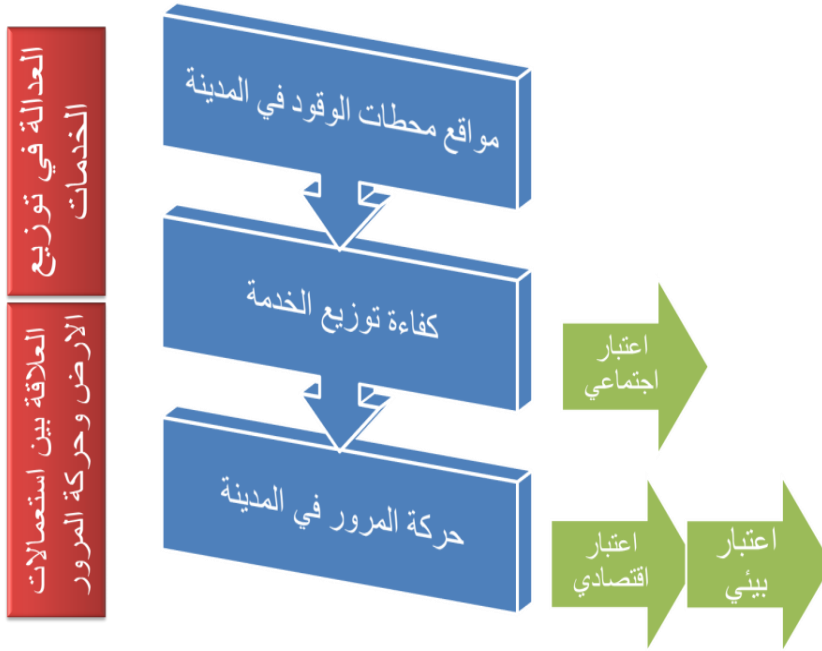 العدالة في توزيع
الخدمات
العلاقة بين استعمالات
الارض وحركة المرور
مواقع محطات الوقود في المدينة
كفاءة توزيع الخدمة
حركة المرور في المدينة
اعتبار
اجتماعي
اعتبار
اقتصادي
اعتبار
بيئي